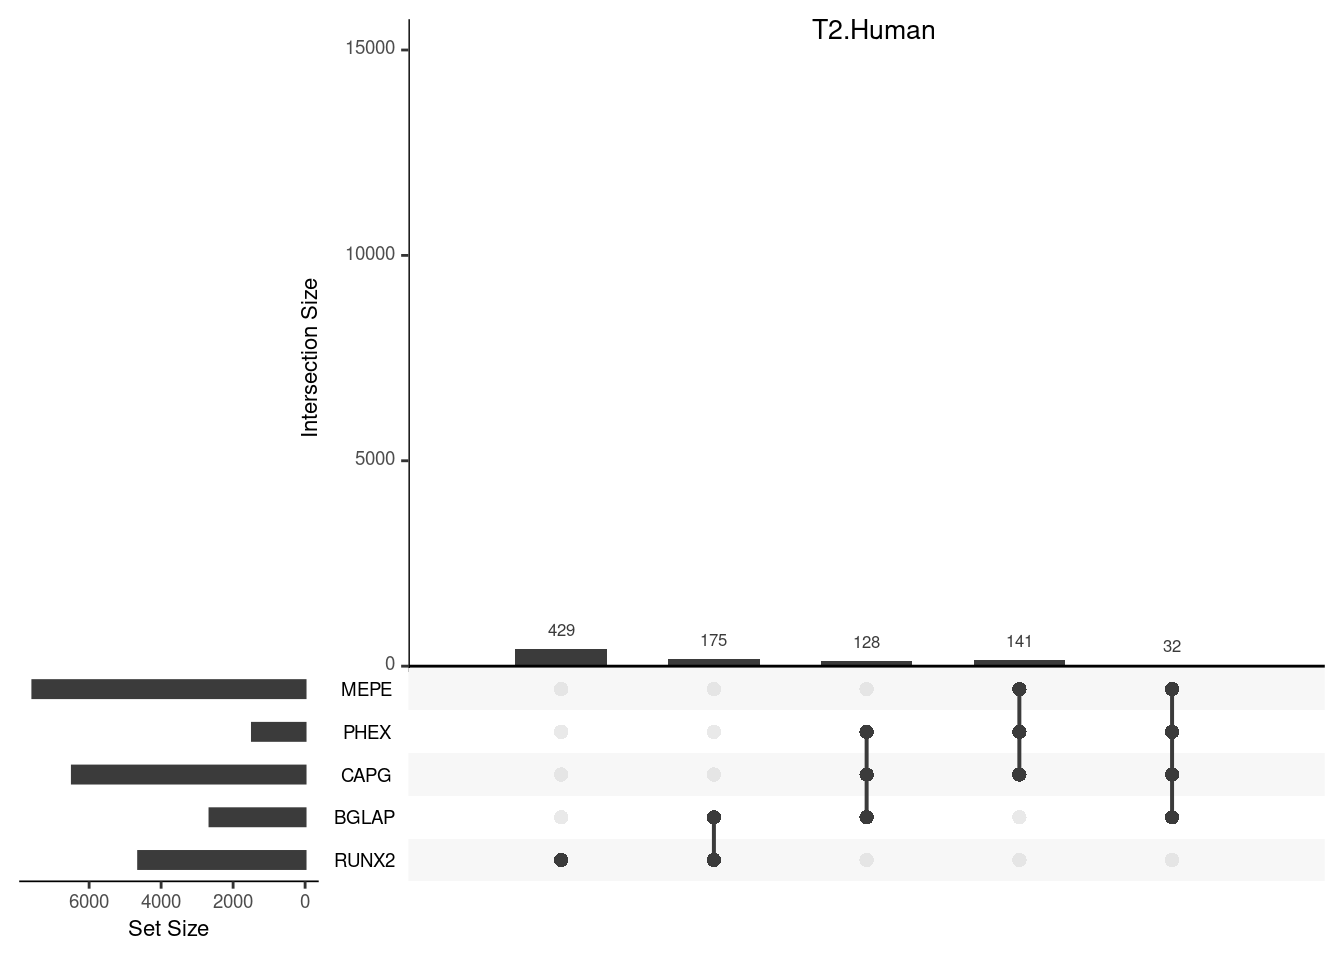 T2.Human
15000
10000
5000
0
Intersection Size
429
175
128
141
32
MEPE
PHEX
CAPG
BGLAP
RUNX2
6000 4000 2000 0
Set Size